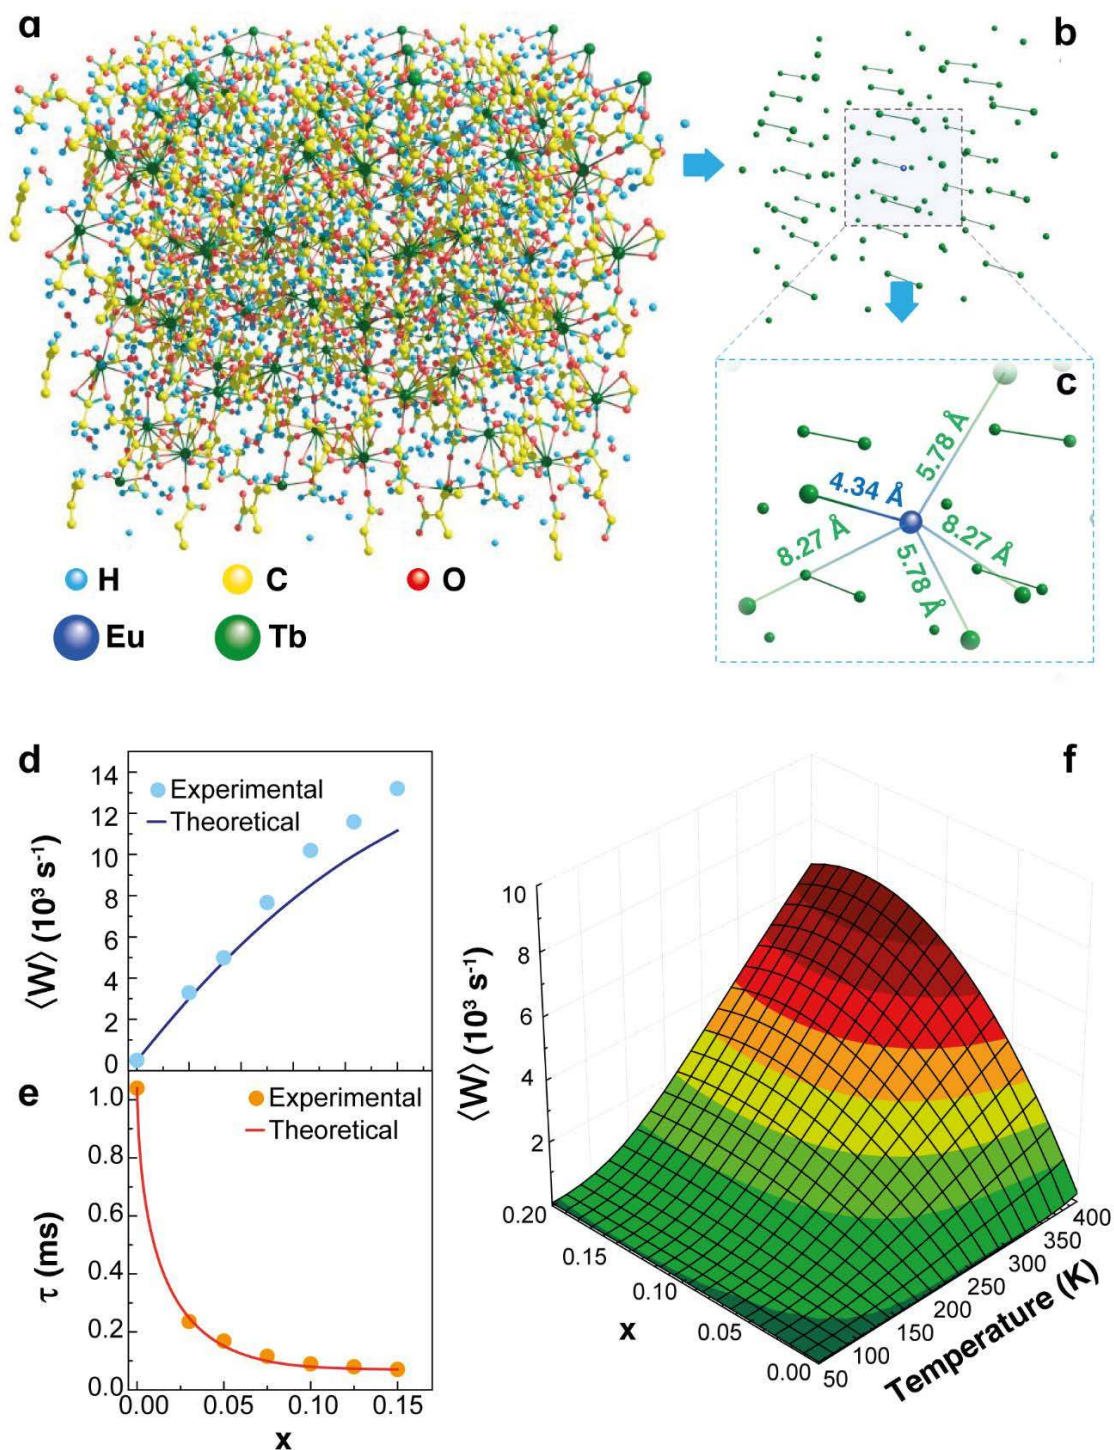 a
b
c
5.78 Å
4.34 Å
8.27 Å
8.27 Å
5.78 Å
H
C
O
Eu
Tb
d
14
12
10
8
6
4
2
0
⟨W⟩ (10³ s⁻¹)
Experimental
Theoretical
e
1.0
0.8
0.6
0.4
0.2
0.0
τ (ms)
Experimental
Theoretical
0.00 0.05 0.10 0.15
x
f
10
8
6
4
2
⟨W⟩ (10³ s⁻¹)
0.20
0.15
0.10
0.05
0.00
x
50
100
150
200
250
300
350
400
Temperature (K)